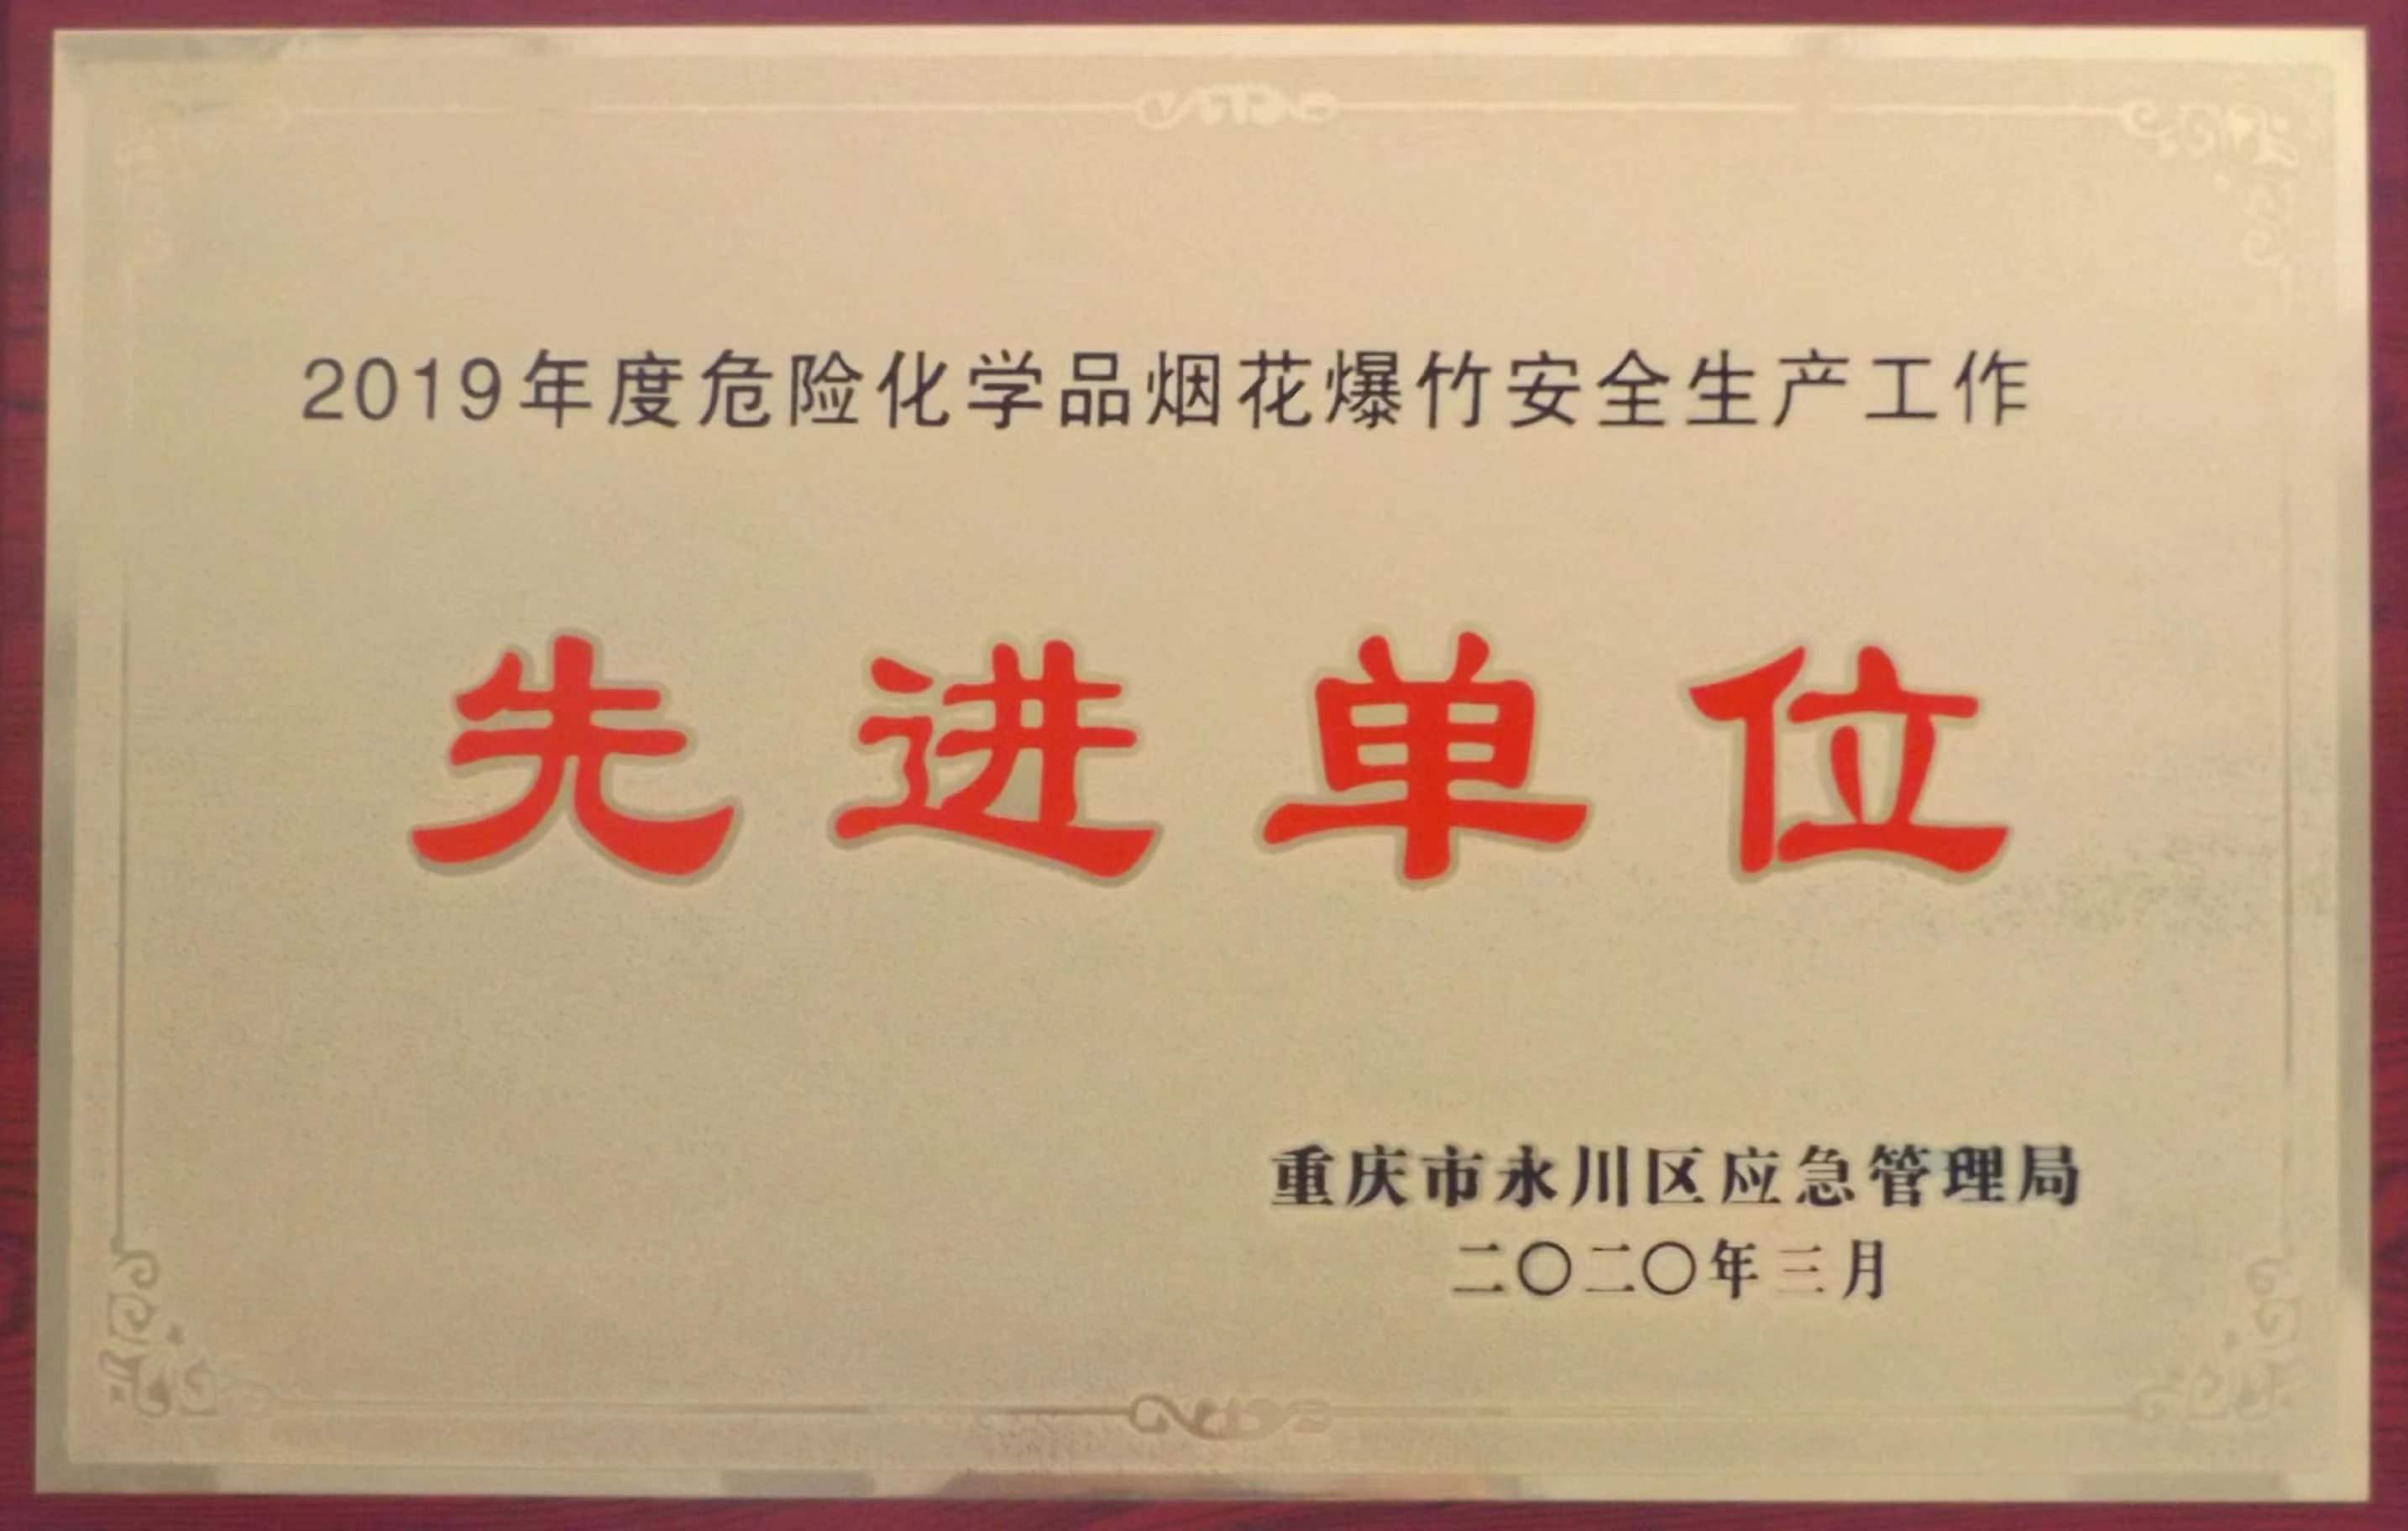 2019年度危险化学品烟花爆竹安全生产工作
先进单位
重庆市永川区应急管理局
二〇二〇年三月